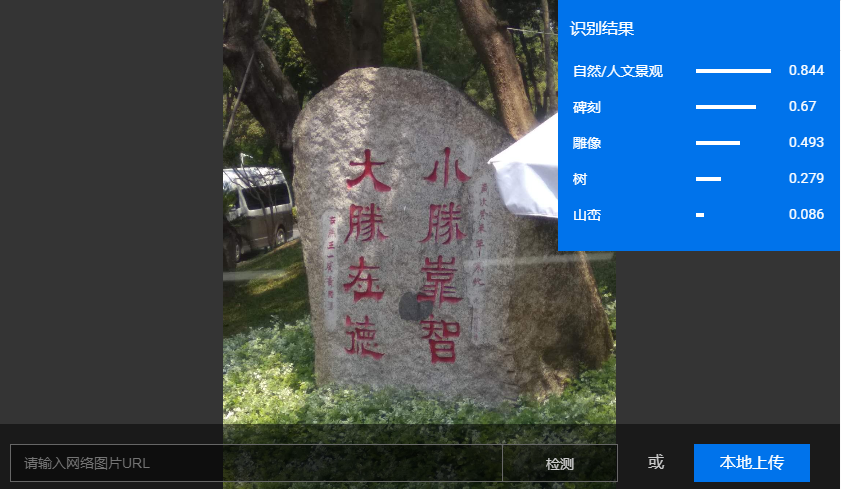 小勝靠智
大勝在德
识别结果
自然/人文景观 0.844
碑刻 0.67
雕像 0.493
树 0.279
山峦 0.086
请输入网络图片URL
检测
或
本地上传